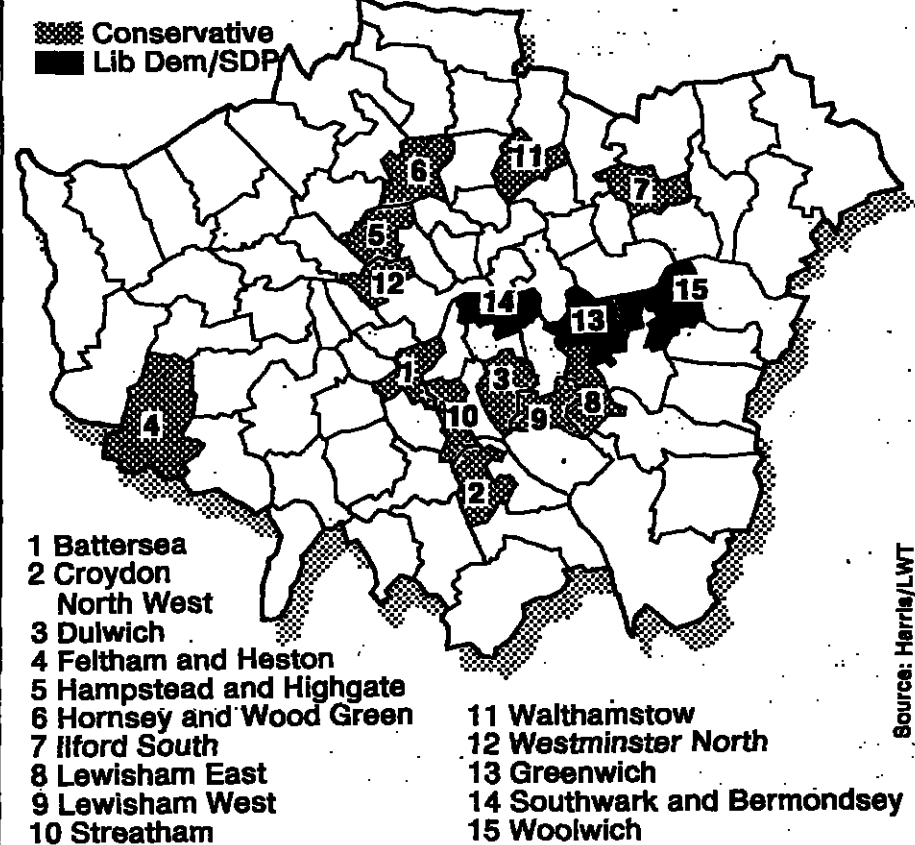 Conservative
Lib Dem/SDP
6
11
7
5
12
14
15
13
1
3
4
10
9
8
2
1 Battersea
2 Croydon
North West
3 Dulwich
4 Feltham and Heston
5 Hampstead and Highgate
6 Hornsey and Wood Green
7 Ilford South
8 Lewisham East
9 Lewisham West
10 Streatham
11 Walthamstow
12 Westminster North
13 Greenwich
14 Southwark and Bermondsey
15 Woolwich
Source: Harris/LWT